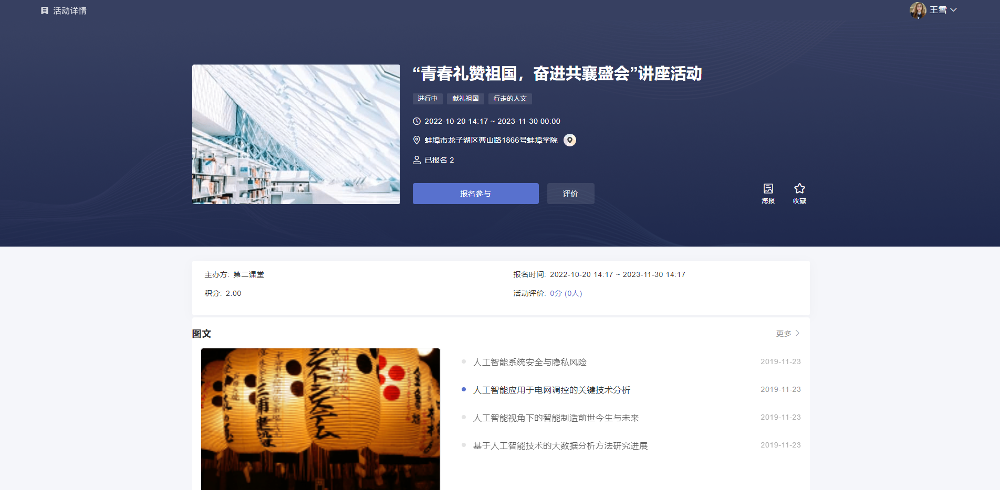 活动详情
王雪
“青春礼赞祖国，奋进共襄盛会”讲座活动
进行中 献礼祖国 行走的人文
2022-10-20 14:17 ~ 2023-11-30 00:00
蚌埠市龙子湖区曹山路1866号蚌埠学院
已报名 2
报名参与 评价
海报 收藏
主办方: 第二课堂
报名时间: 2022-10-20 14:17 ~ 2023-11-30 14:17
积分: 2.00
活动评价: 0分 (0人)
图文
更多
人工智能系统安全与隐私风险 2019-11-23
人工智能应用于电网调控的关键技术分析 2019-11-23
人工智能视角下的智能制造前世今生与未来 2019-11-23
基于人工智能技术的大数据分析方法研究进展 2019-11-23